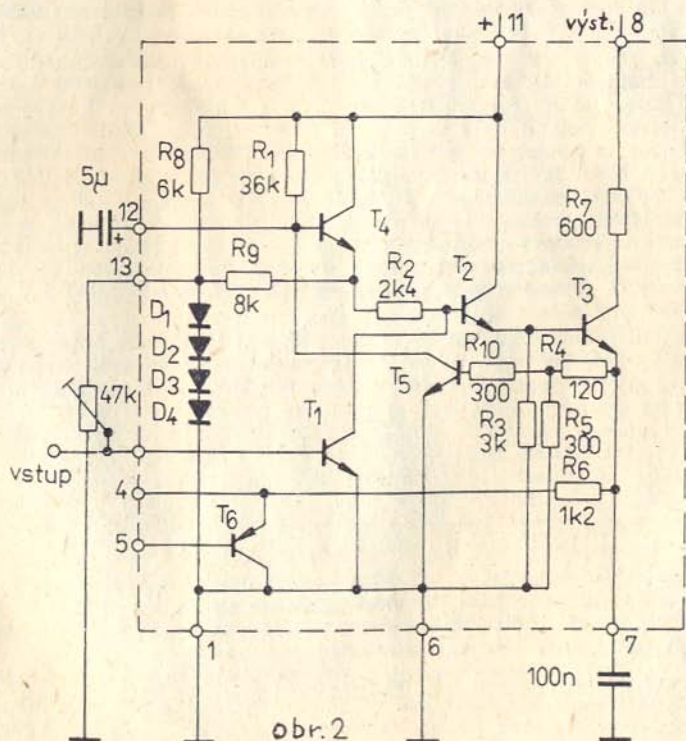 + 11 výst. 8
R8 6k
R1 36k
5µ
12
+
T4
R7 600
13
R9 8k
R2 2k4
T2
T3
D1
D2
D3
D4
T5
R10 300
R4 120
47k
T1
R3 3k
R5 300
vstup
R6 1k2
4
5
T6
1
6
7
100n
obr. 2